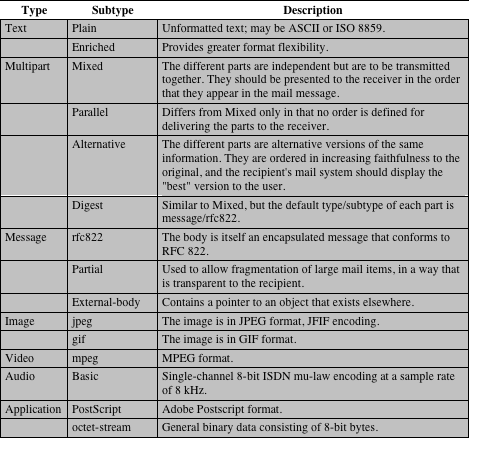 Type Subtype Description
Text Plain Unformatted text; may be ASCII or ISO 8859.
Enriched Provides greater format flexibility.
Multipart Mixed The different parts are independent but are to be transmitted
together. They should be presented to the receiver in the order
that they appear in the mail message.
Parallel Differs from Mixed only in that no order is defined for
delivering the parts to the receiver.
Alternative The different parts are alternative versions of the same
information. They are ordered in increasing faithfulness to the
original, and the recipient's mail system should display the
"best" version to the user.
Digest Similar to Mixed, but the default type/subtype of each part is
message/rfc822.
Message rfc822 The body is itself an encapsulated message that conforms to
RFC 822.
Partial Used to allow fragmentation of large mail items, in a way that
is transparent to the recipient.
External-body Contains a pointer to an object that exists elsewhere.
Image jpeg The image is in JPEG format, JFIF encoding.
gif The image is in GIF format.
Video mpeg MPEG format.
Audio Basic Single-channel 8-bit ISDN mu-law encoding at a sample rate
of 8 kHz.
Application PostScript Adobe Postscript format.
octet-stream General binary data consisting of 8-bit bytes.